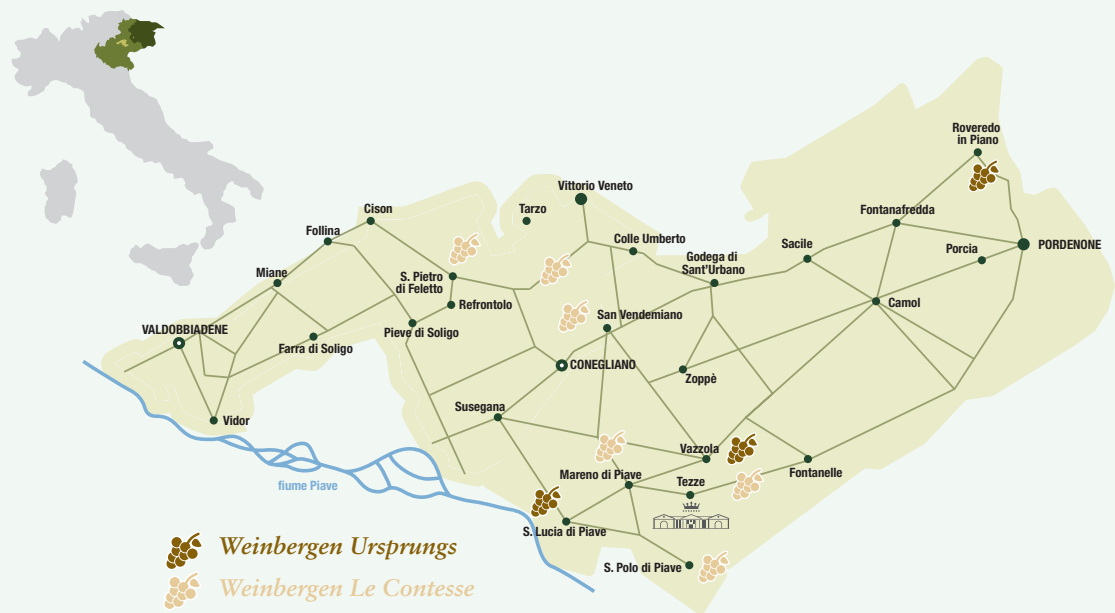 Roveredo
in Piano
Vittorio Veneto
Cison
Tarzo
Fontanafredda
Follina
Colle Umberto
Sacile
Porcia
PORDENONE
Godega di
Sant'Urbano
Miane
S. Pietro
di Feletto
Refrontolo
Camol
San Vendemiano
VALDOBBIADENE
Pieve di Soligo
Farra di Soligo
CONEGLIANO
Zoppè
Susegana
Vidor
Vazzola
Mareno di Piave
Tezze
Fontanelle
fiume Piave
S. Lucia di Piave
S. Polo di Piave
Weinbergen Ursprungs
Weinbergen Le Contesse